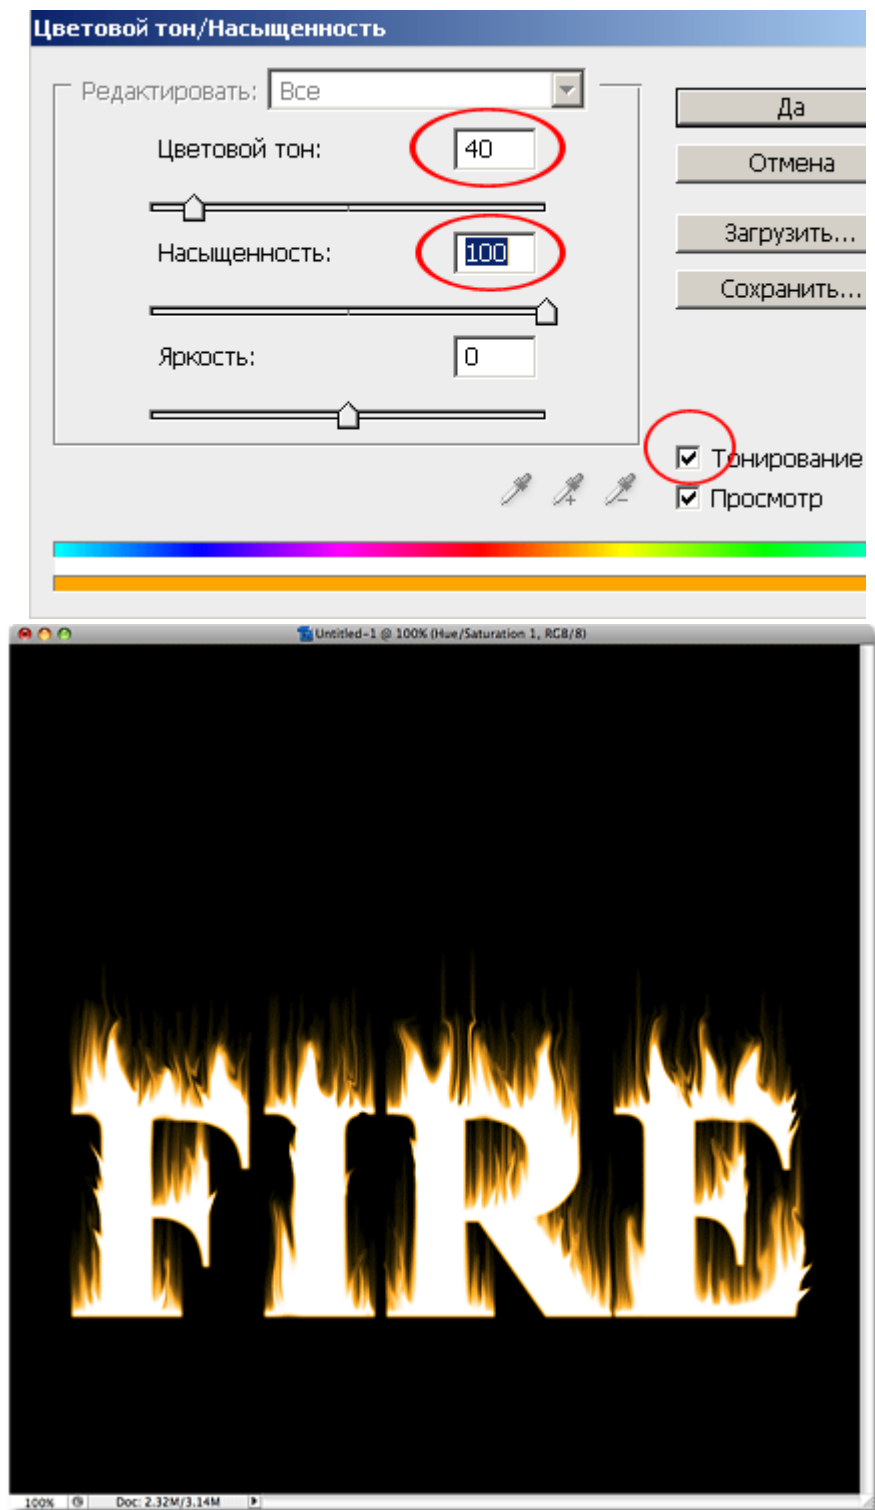 Цветовой тон/Насыщенность
Редактировать: Все
Да
Цветовой тон: 40
Отмена
Насыщенность: 100
Загрузить...
Сохранить...
Яркость: 0
Тонирование
Просмотр
Untitled-1 @ 100% (Hue/Saturation 1, RGB/8)
FIRE
100% Doc: 2.32M/3.14M